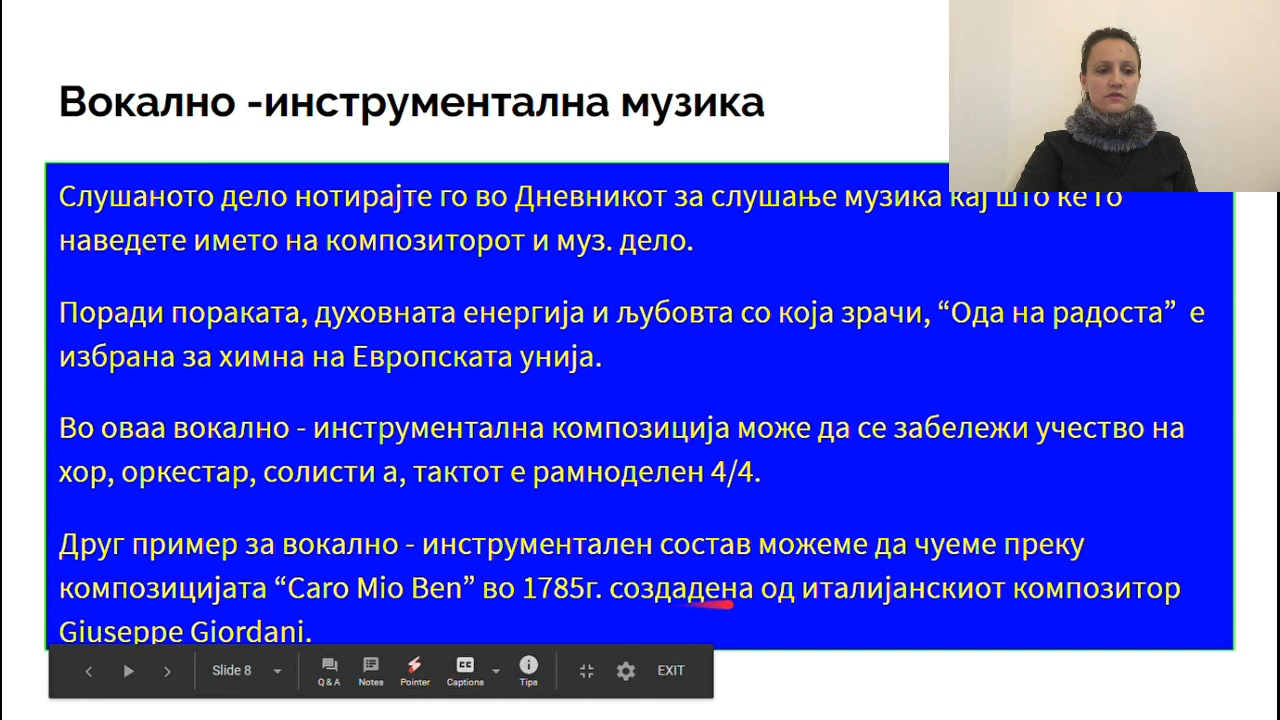 Вокално -инструментална музика
Слушаното дело нотирајте го во Дневникот за слушање музика кај што ќе го
наведете името на композиторот и муз. дело.
Поради пораката, духовната енергија и љубовта со која зрачи, “Ода на радоста” е
избрана за химна на Европската унија.
Во оваа вокално - инструментална композиција може да се забележи учество на
хор, оркестар, солисти а, тактот е рамноделен 4/4.
Друг пример за вокално - инструментален состав можеме да чуеме преку
композицијата “Caro Mio Ben” во 1785г. создадена од италијанскиот композитор
Giuseppe Giordani.
Slide 8
Q & A
Notes
Pointer
CC
Captions
Tips
EXIT